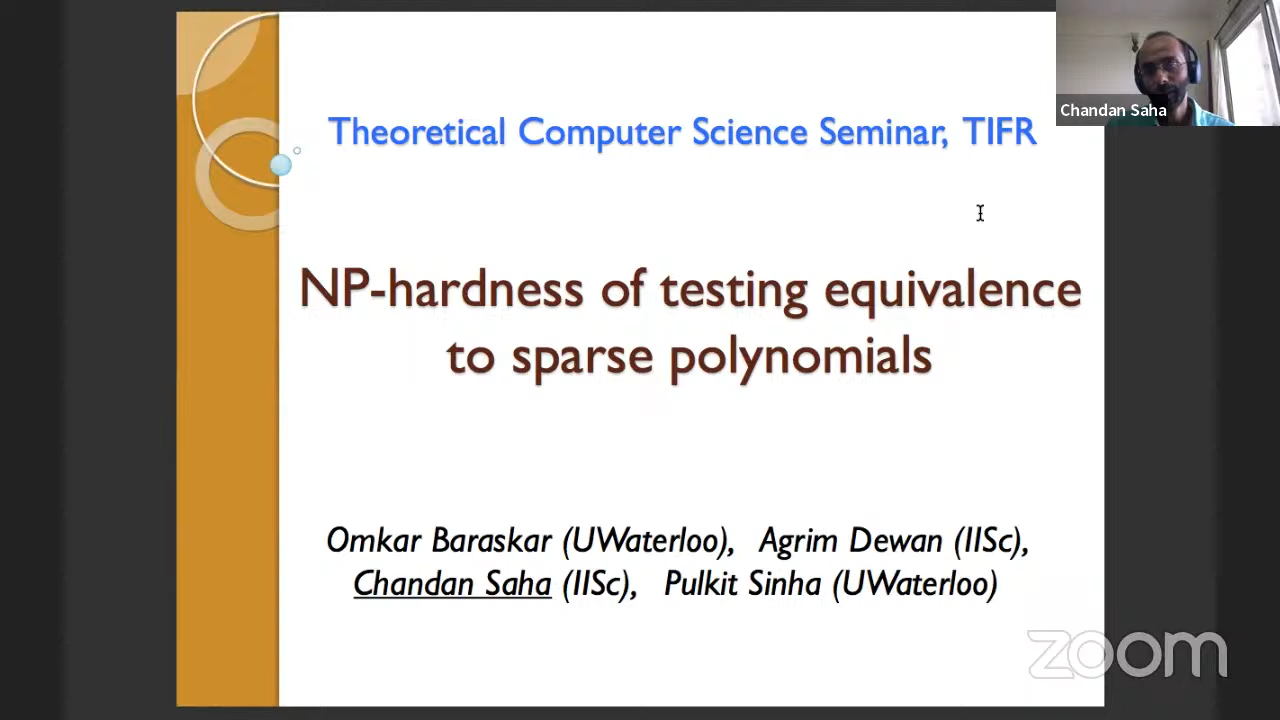 Chandan Saha
Theoretical Computer Science Seminar, TIFR
NP-hardness of testing equivalence
to sparse polynomials
Omkar Baraskar (UWaterloo), Agrim Dewan (IISc),
Chandan Saha (IISc), Pulkit Sinha (UWaterloo)
zoom